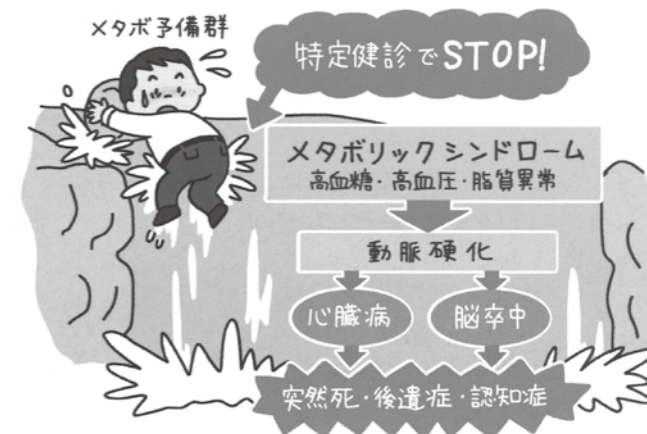 メタボ予備群
特定健診でSTOP!
メタボリックシンドローム
高血糖・高血圧・脂質異常
動脈硬化
心臓病
脳卒中
突然死・後遺症・認知症